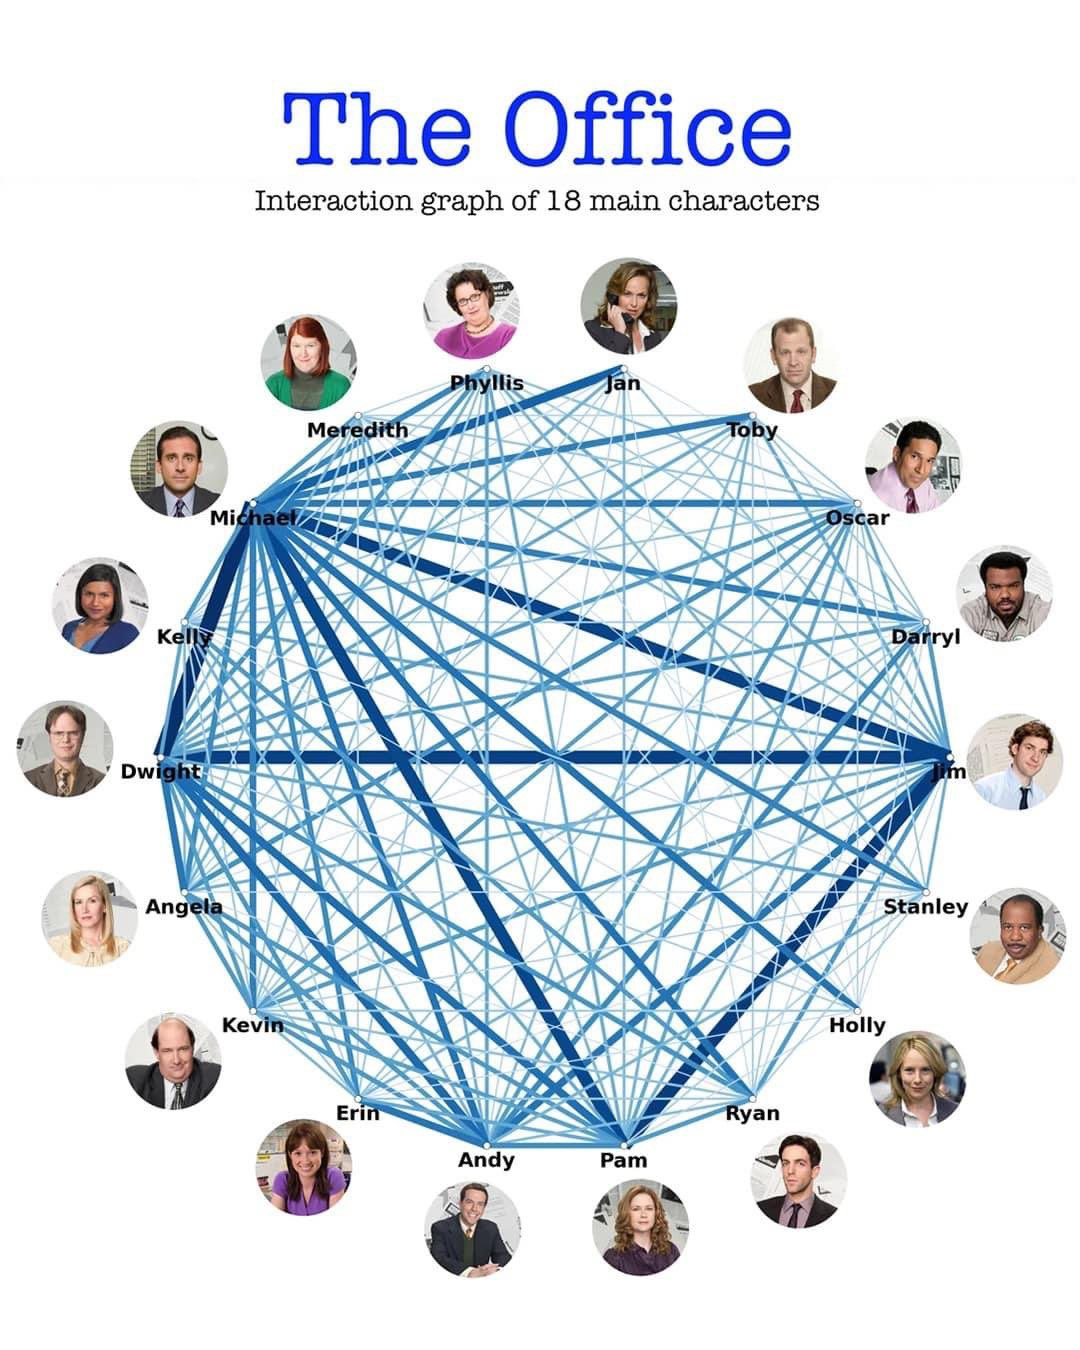 The Office
Interaction graph of 18 main characters
Phyllis
Jan
Meredith
Toby
Michael
Oscar
Kelly
Darryl
Dwight
Jim
Angela
Stanley
Kevin
Holly
Erin
Ryan
Andy
Pam